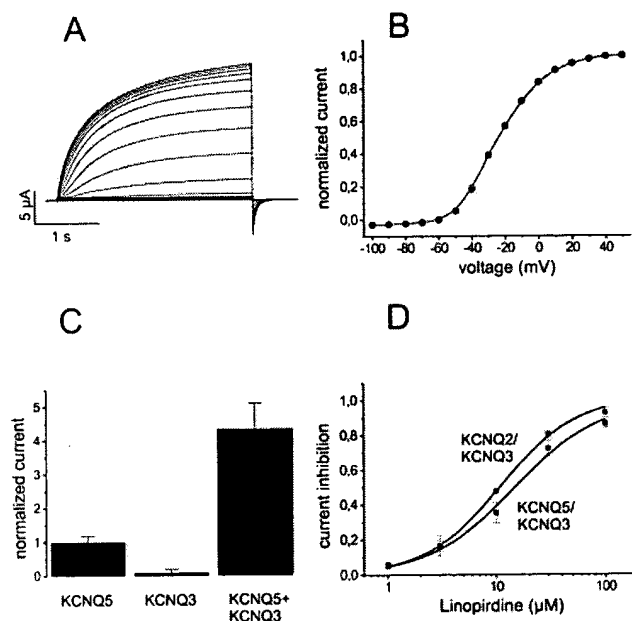 A
5 µA
1 s
B
normalized current
1,0
0,8
0,6
0,4
0,2
0,0
-100 -80 -60 -40 -20 0 20 40
voltage (mV)
C
normalized current
5
4
3
2
1
0
KCNQ5
KCNQ3
KCNQ5+
KCNQ3
D
current inhibition
1,0
0,8
0,6
0,4
0,2
0,0
KCNQ2/
KCNQ3
KCNQ5/
KCNQ3
1 10 100
Linopirdine (µM)